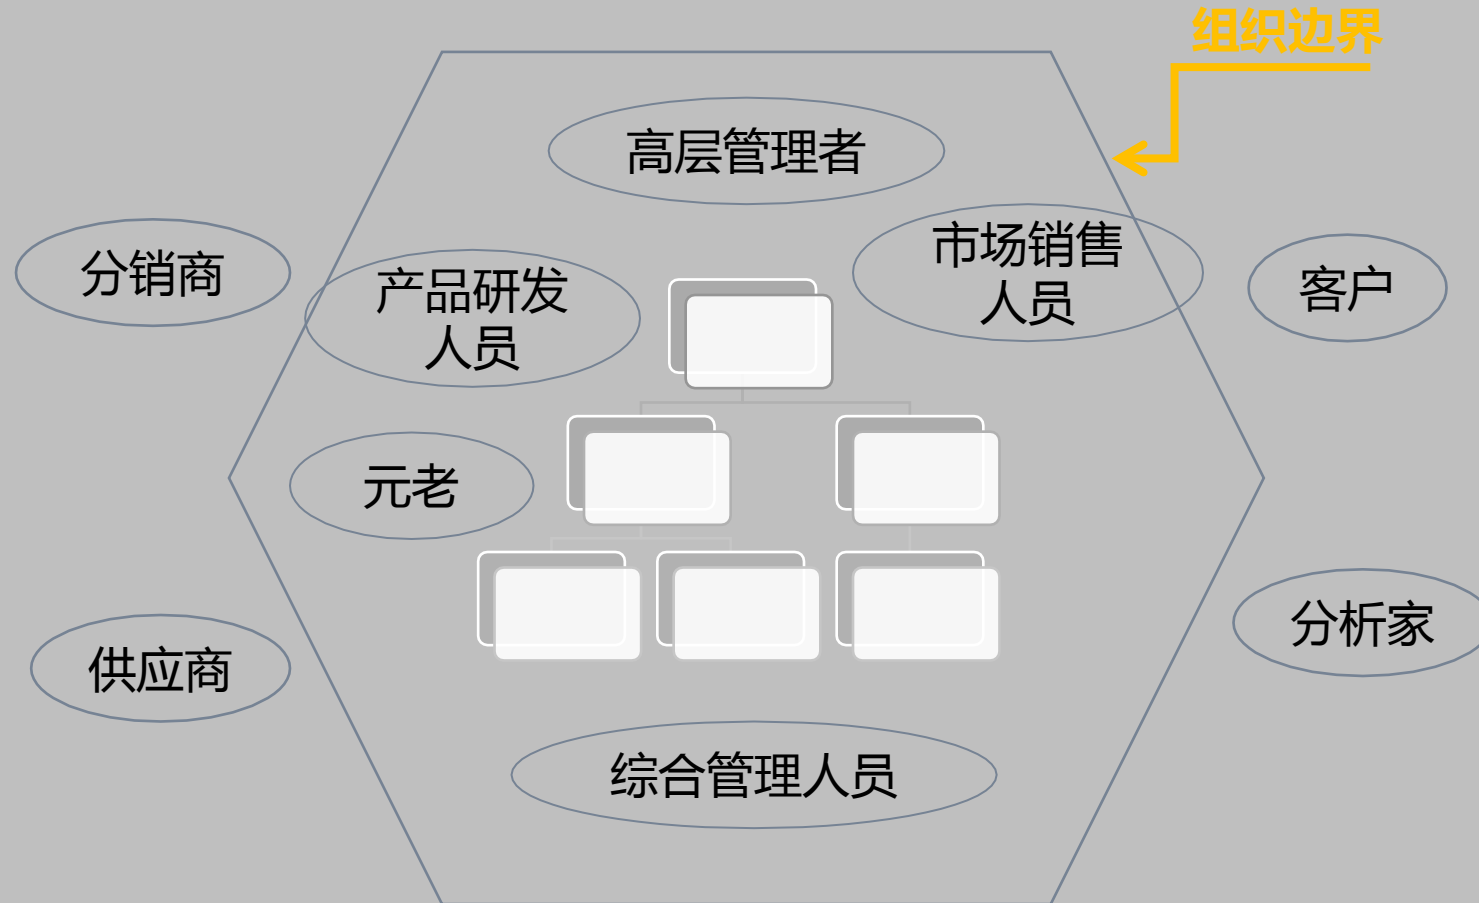 组织边界
高层管理者
市场销售
人员
分销商
产品研发
人员
客户
元老
分析家
供应商
综合管理人员